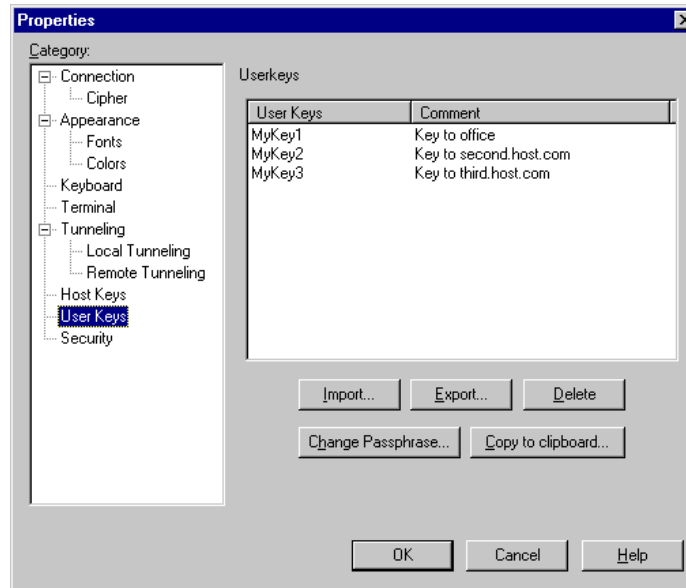 Properties
Category:
Connection
Cipher
Appearance
Fonts
Colors
Keyboard
Terminal
Tunneling
Local Tunneling
Remote Tunneling
Host Keys
User Keys
Security
Userkeys
User Keys Comment
MyKey1 Key to office
MyKey2 Key to second.host.com
MyKey3 Key to third.host.com
Import... Export... Delete
Change Passphrase... Copy to clipboard...
OK Cancel Help